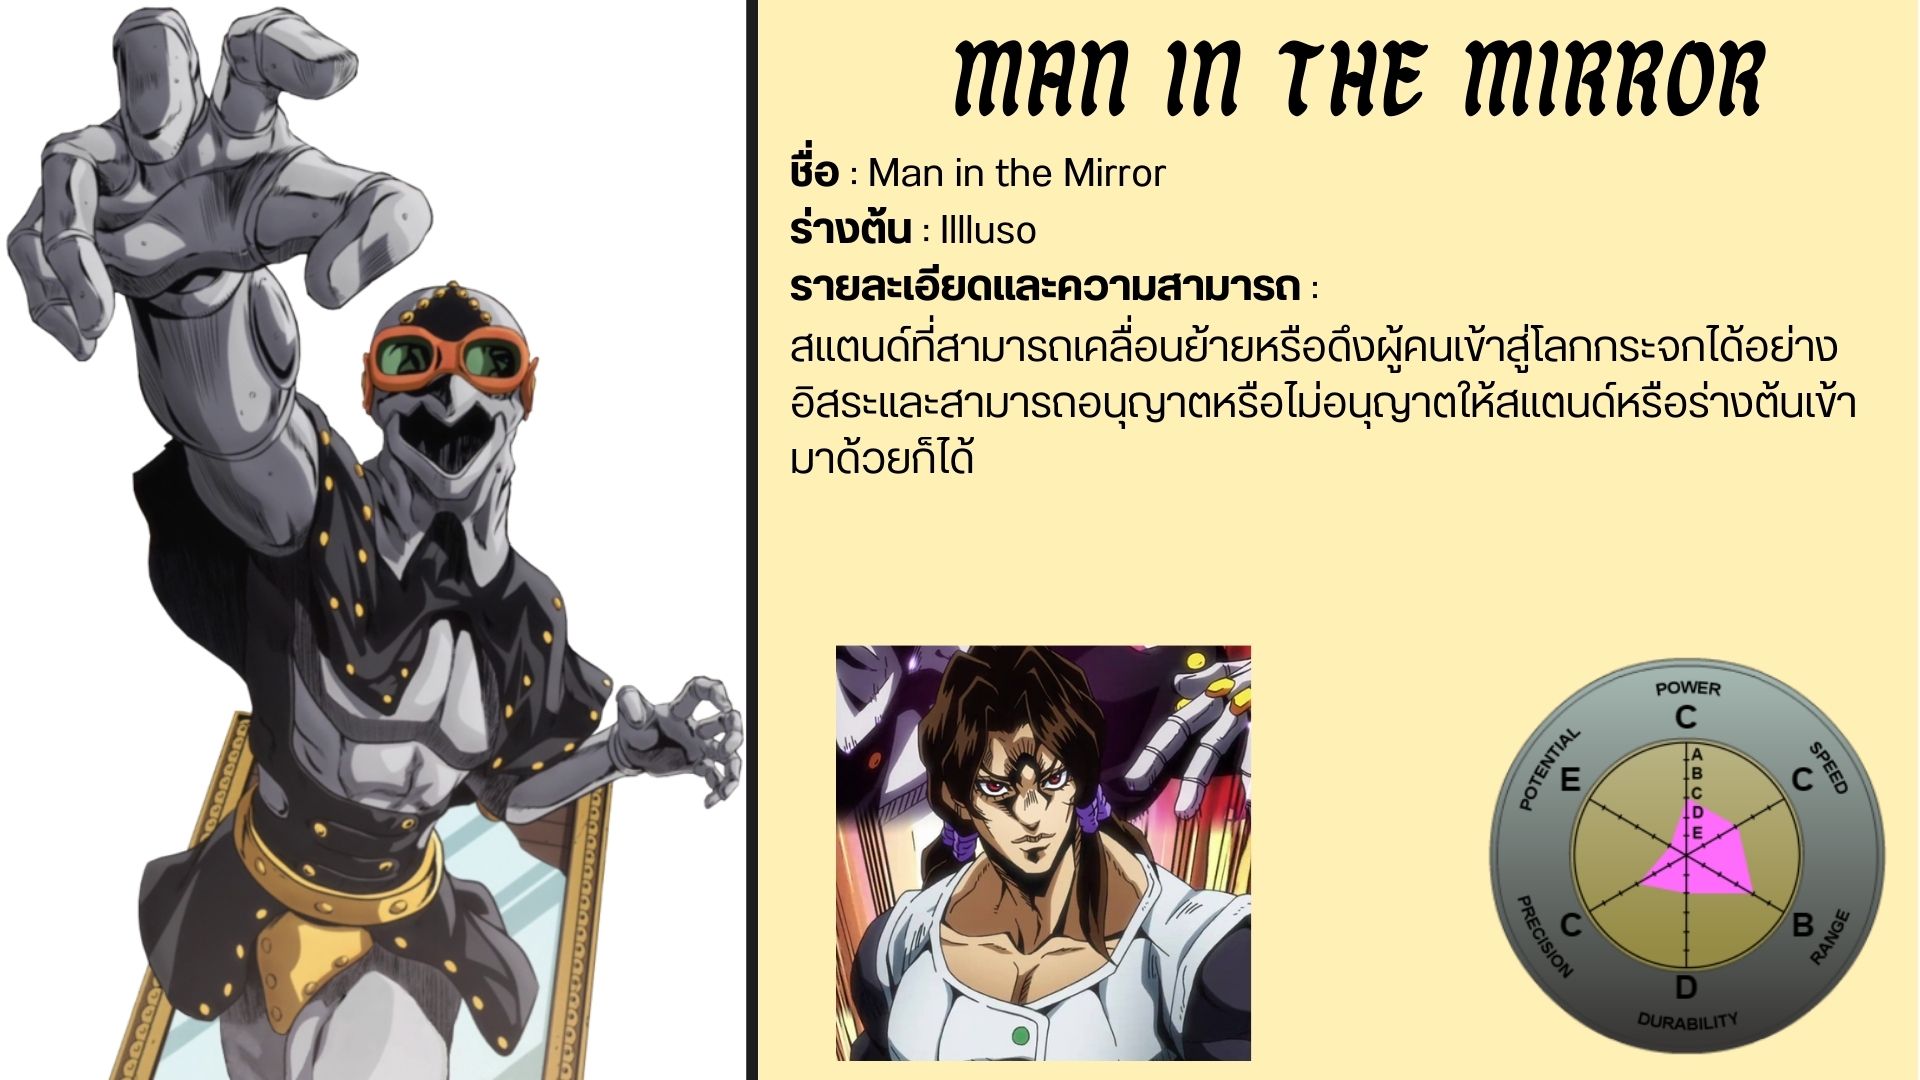 MAN IN THE MIRROR
ชื่อ : Man in the Mirror
ร่างต้น : Illluso
รายละเอียดและความสามารถ :
สแตนด์ที่สามารถเคลื่อนย้ายหรือดึงผู้คนเข้าสู่โลกกระจกได้อย่าง
อิสระและสามารถอนุญาตหรือไม่อนุญาตให้สแตนด์หรือร่างต้นเข้า
มาด้วยก็ได้
POWER
C
POTENTIAL
E
SPEED
C
A
B
C
D
E
PRECISION
C
RANGE
B
D
DURABILITY